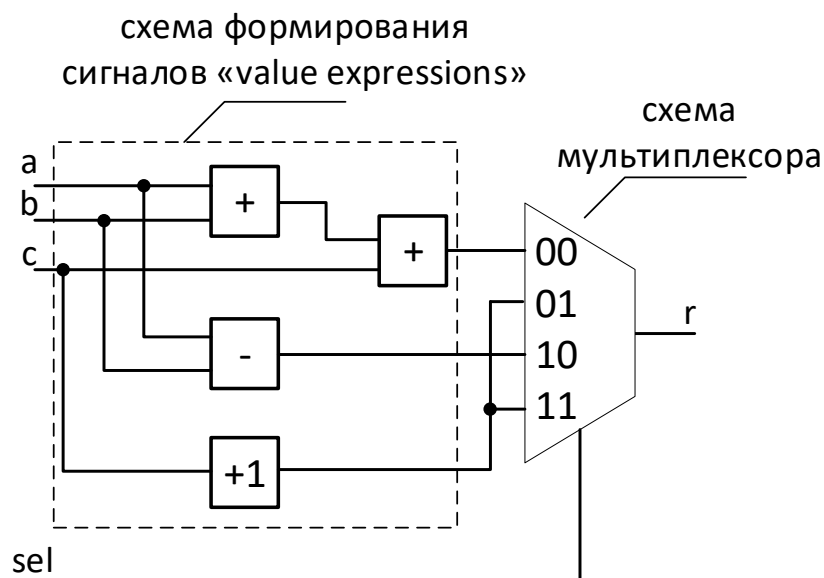 схема формирования
сигналов «value expressions»
схема
мультиплексора
a
b
c
+
+
-
+1
00
01
10
11
r
sel